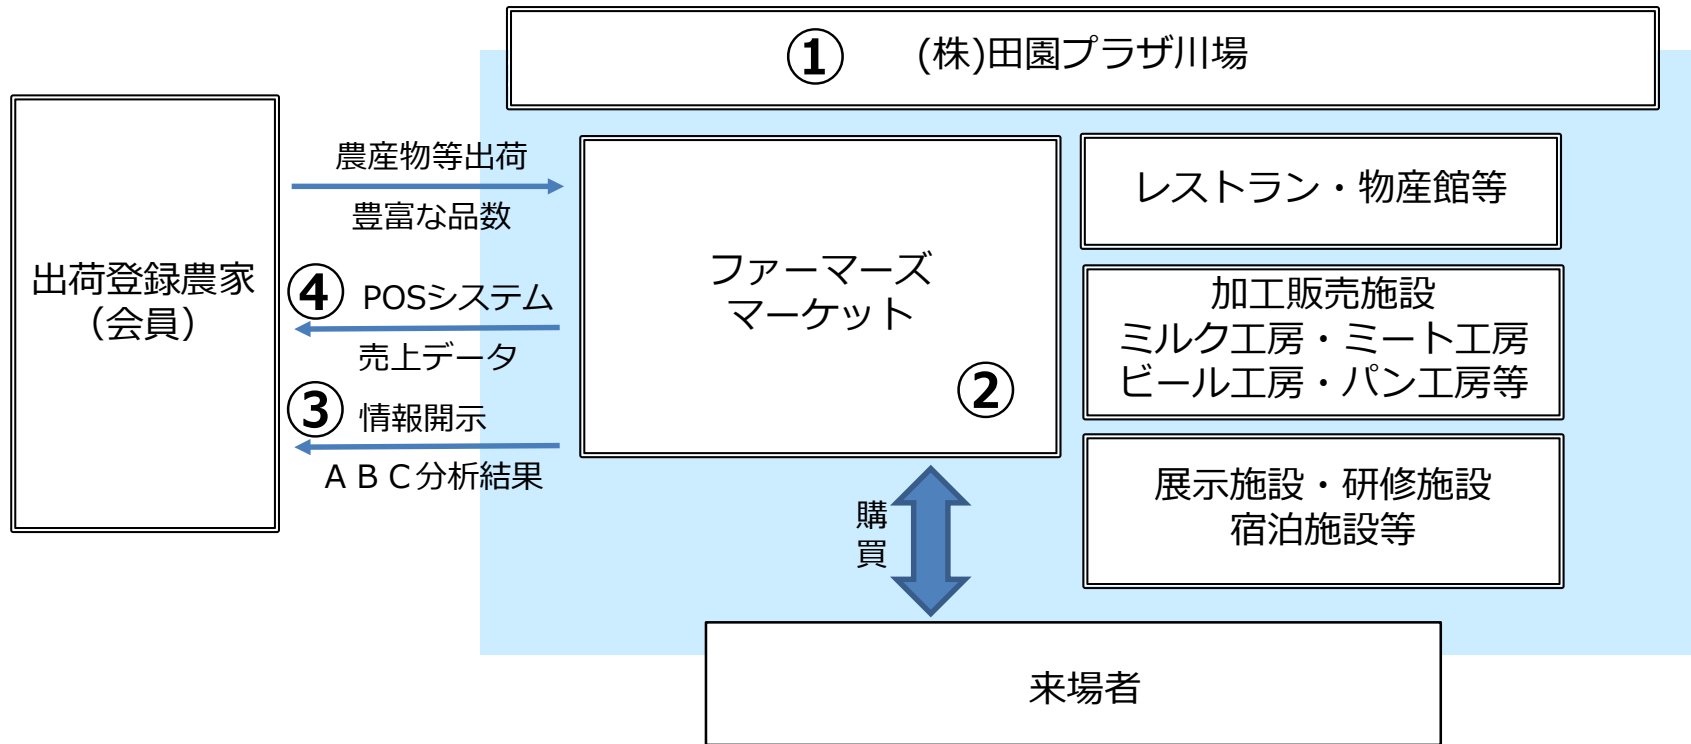 ① (株)田園プラザ川場
農産物等出荷
豊富な品数
出荷登録農家
（会員）
④ POSシステム
売上データ
③ 情報開示
ＡＢＣ分析結果
ファーマーズ
マーケット
②
レストラン・物産館等
加工販売施設
ミルク工房・ミート工房
ビール工房・パン工房等
展示施設・研修施設
宿泊施設等
購
買
来場者